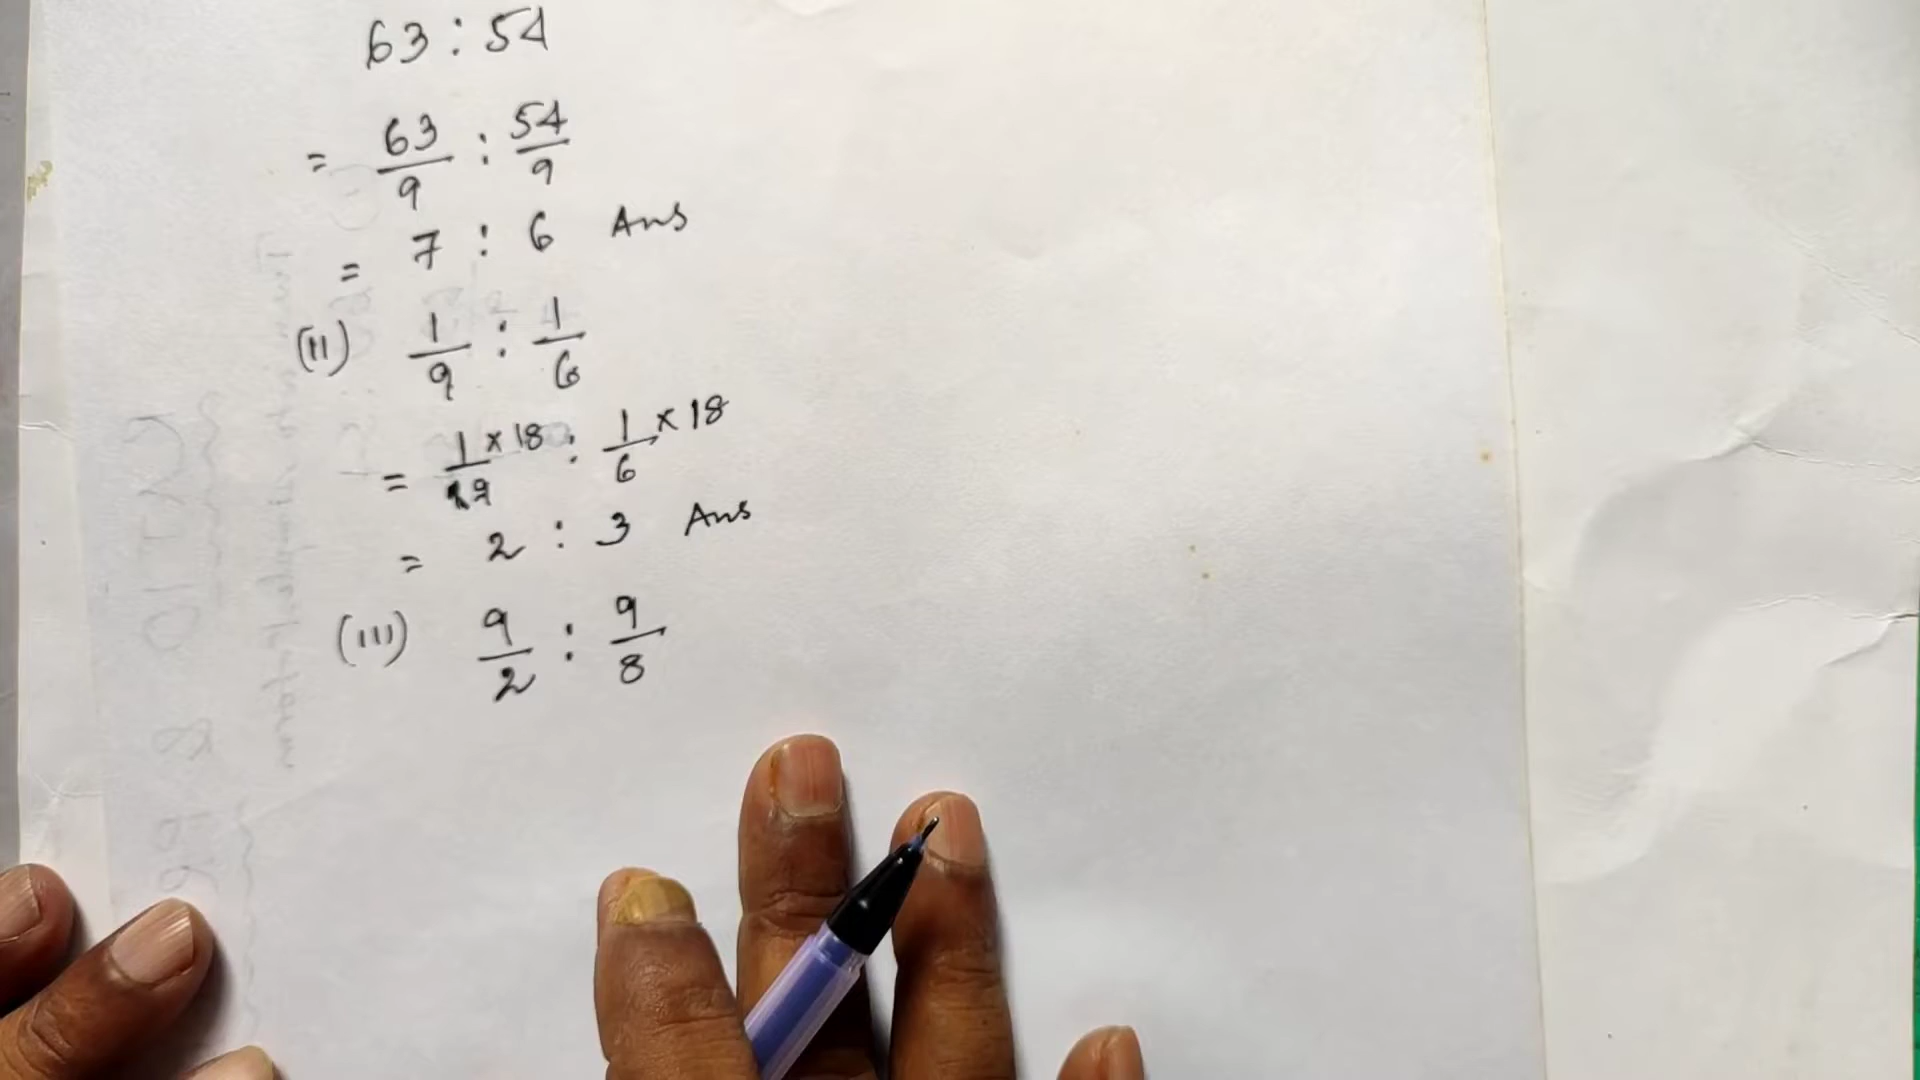 63 : 54
= 63/9 : 54/9
= 7 : 6 Ans
(ii) 1/9 : 1/6
= 1/9 × 18 : 1/6 × 18
= 2 : 3 Ans
(iii) 9/2 : 9/8